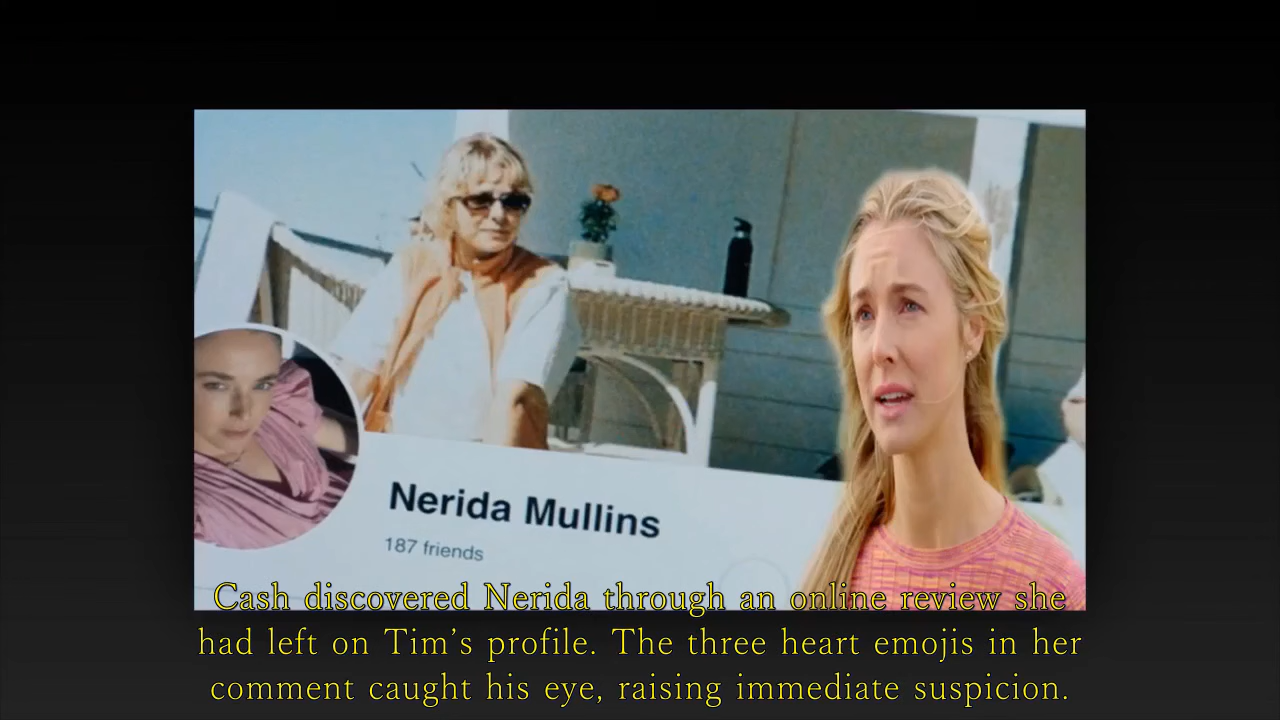 Nerida Mullins
187 friends
Cash discovered Nerida through an online review she
had left on Tim’s profile. The three heart emojis in her
comment caught his eye, raising immediate suspicion.